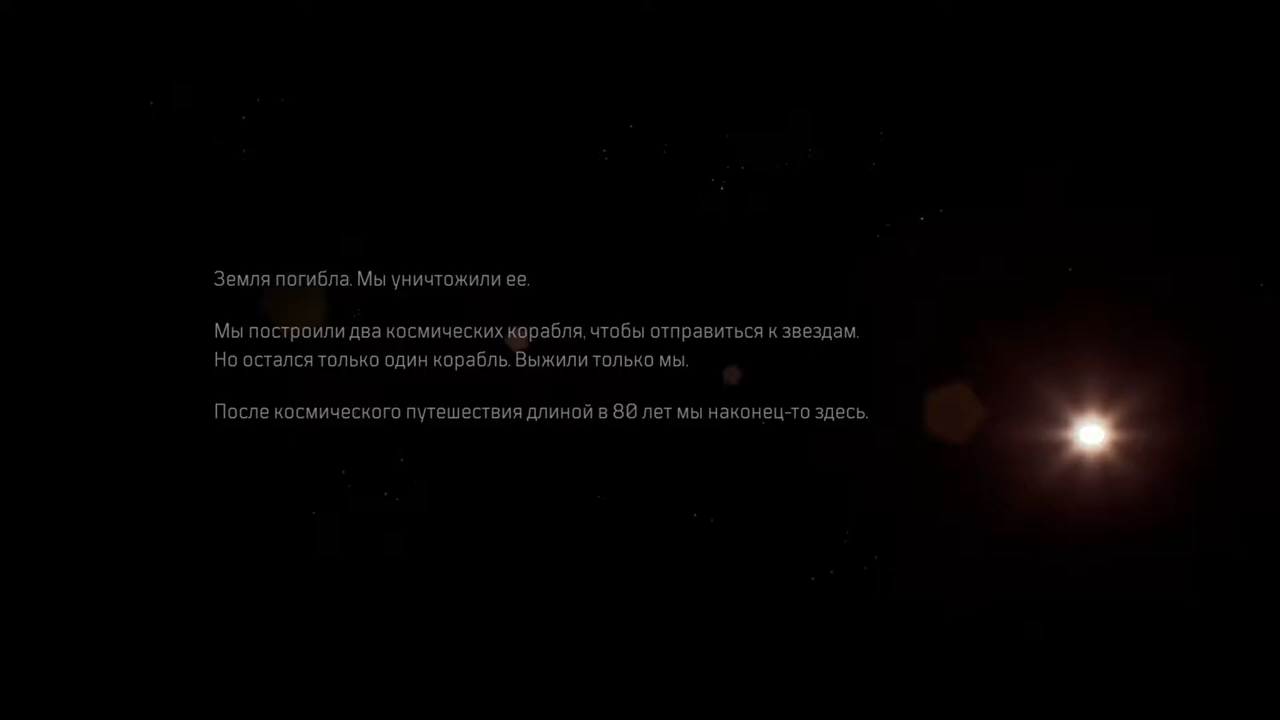 Земля погибла. Мы уничтожили ее.
Мы построили два космических корабля, чтобы отправиться к звездам.
Но остался только один корабль. Выжили только мы.
После космического путешествия длиной в 80 лет мы наконец-то здесь.